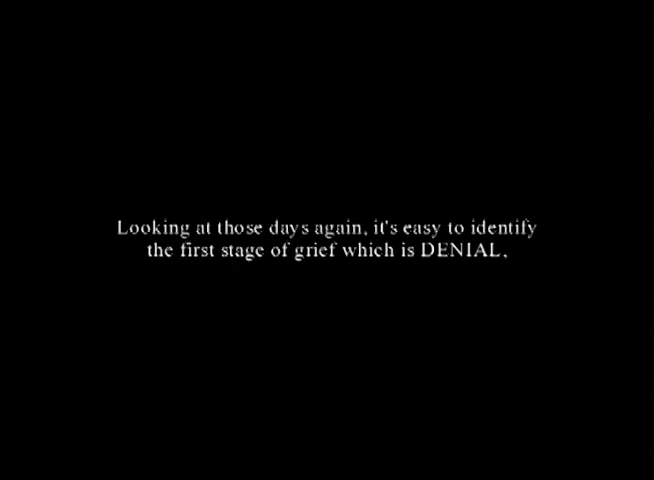 Looking at those days again, it's easy to identify
the first stage of grief which is DENIAL,